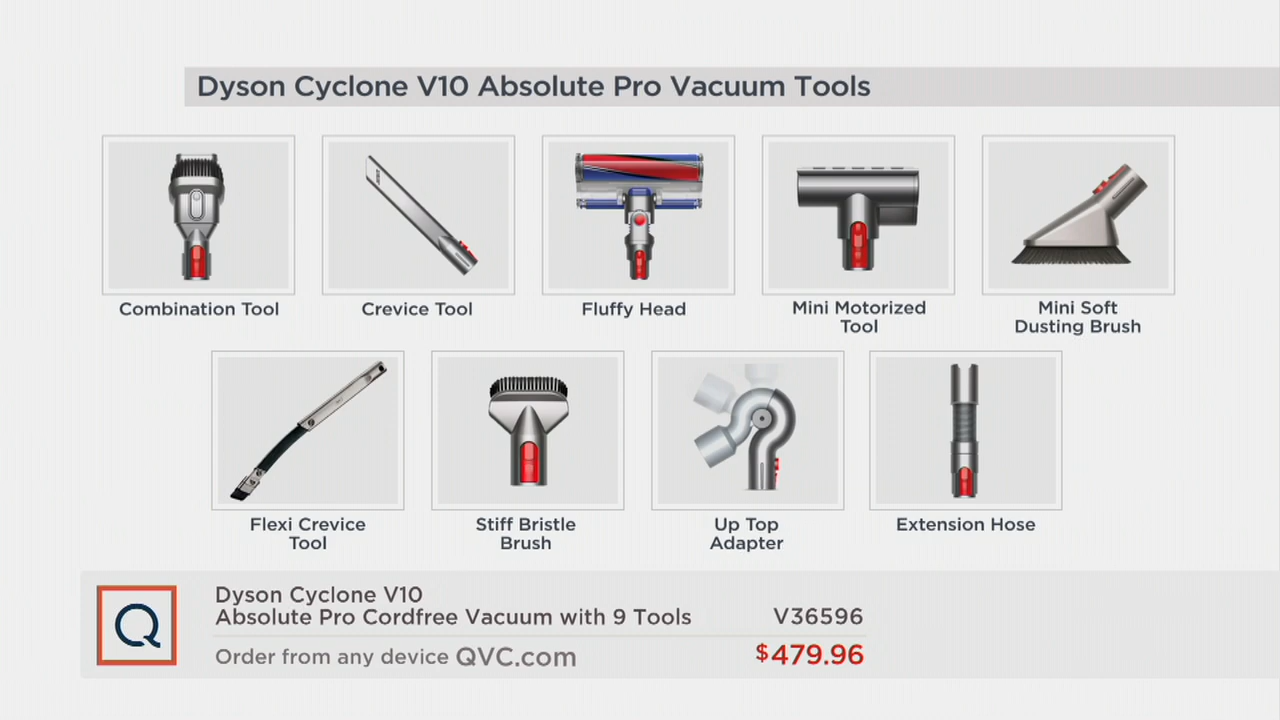 Dyson Cyclone V10 Absolute Pro Vacuum Tools
Combination Tool
Crevice Tool
Fluffy Head
Mini Motorized
Tool
Mini Soft
Dusting Brush
Flexi Crevice
Tool
Stiff Bristle
Brush
Up Top
Adapter
Extension Hose
Q
Dyson Cyclone V10
Absolute Pro Cordfree Vacuum with 9 Tools V36596
Order from any device QVC.com $479.96